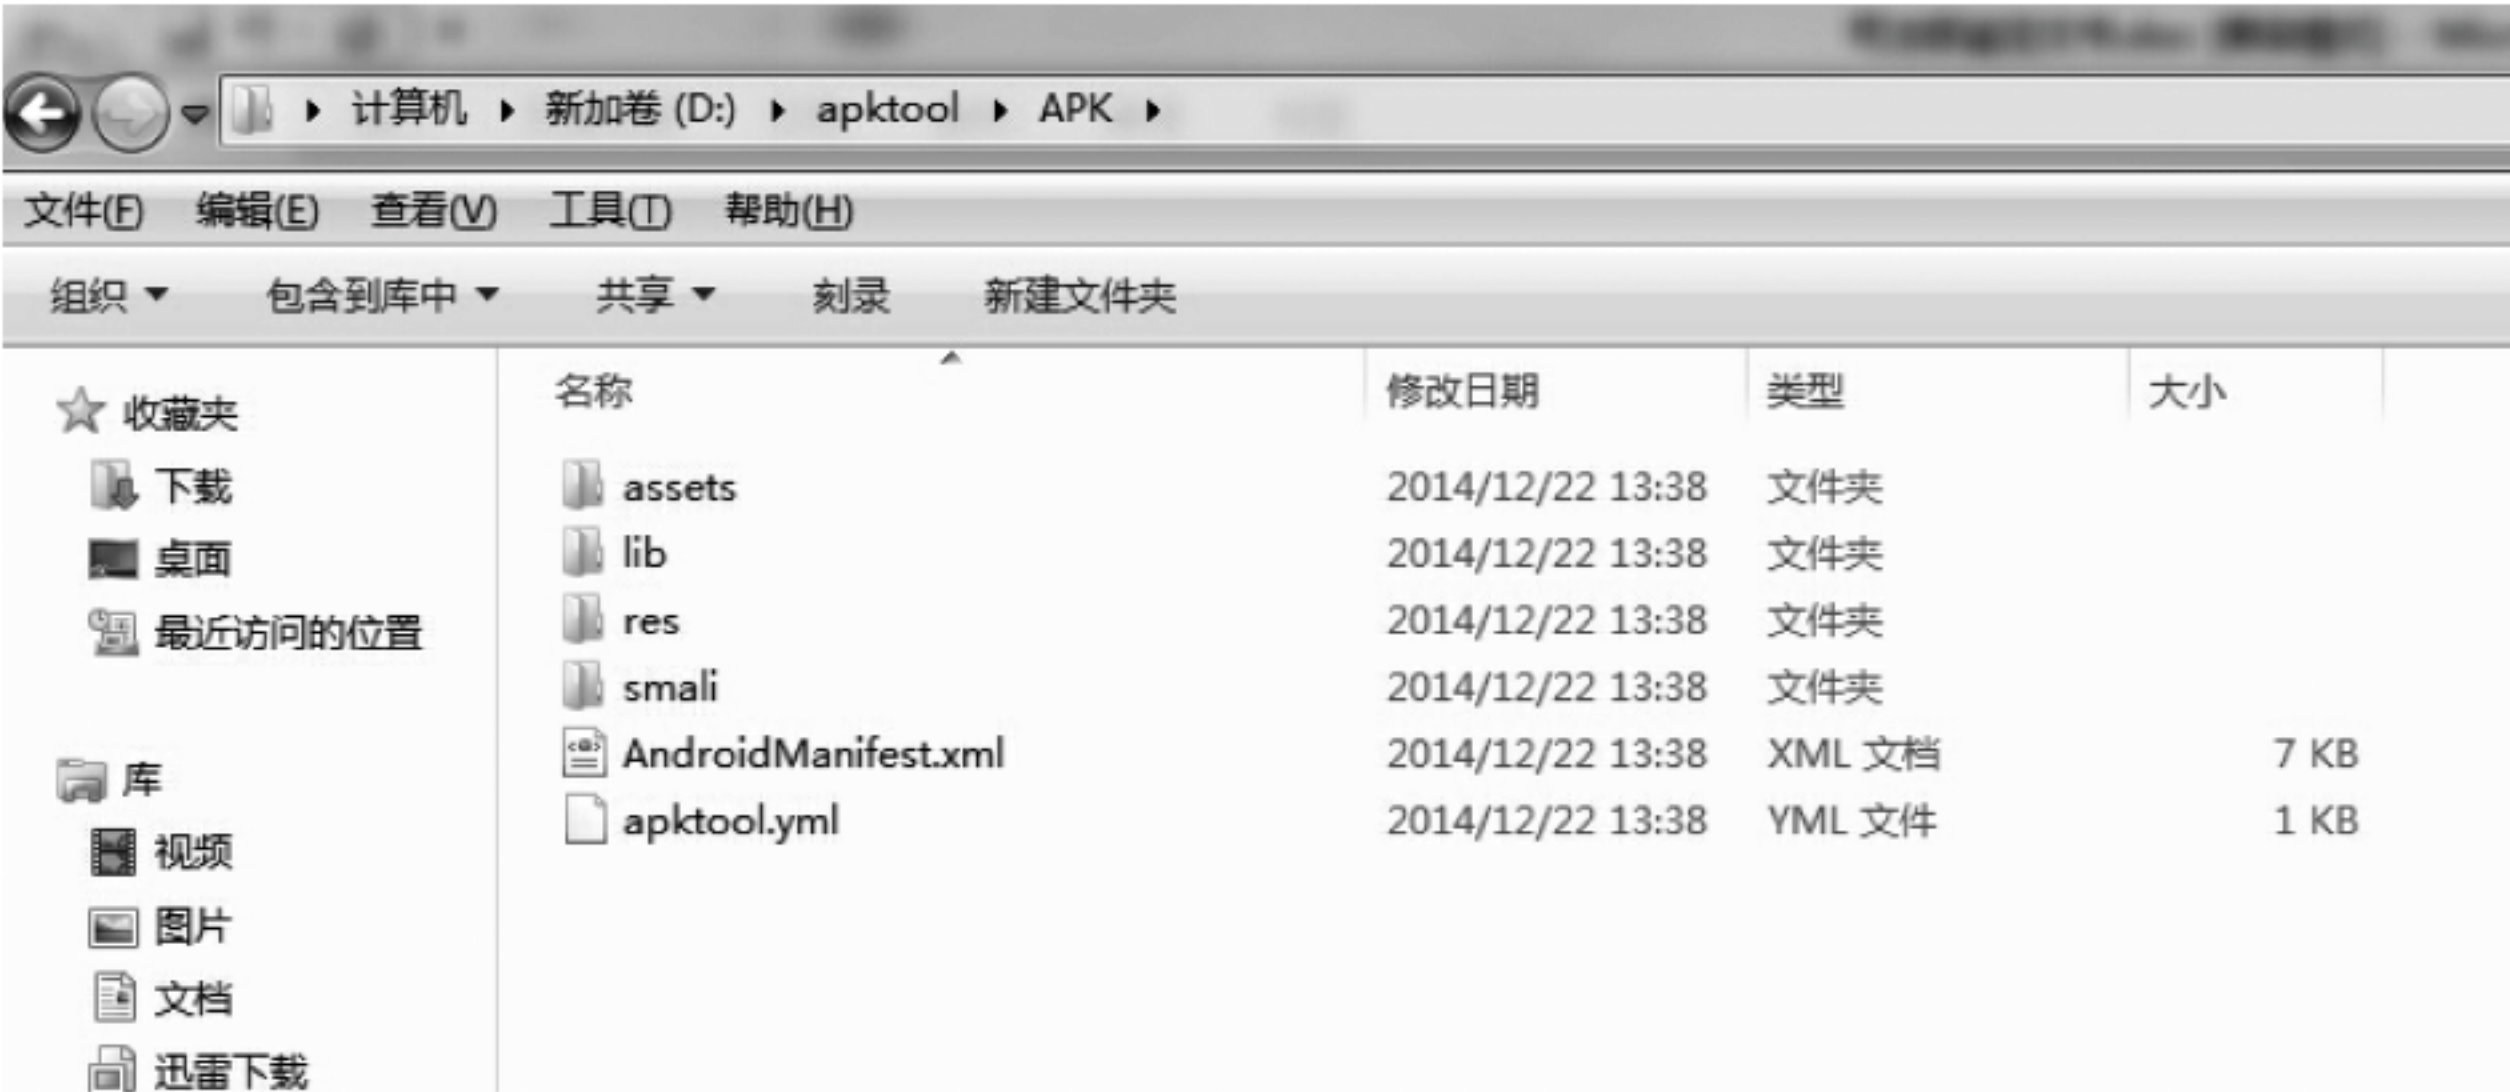 计算机 新加卷 (D:) apktool APK
文件(F) 编辑(E) 查看(V) 工具(T) 帮助(H)
组织 包含到库中 共享 刻录 新建文件夹
收藏夹
下载
桌面
最近访问的位置
库
视频
图片
文档
迅雷下载
名称 修改日期 类型 大小
assets 2014/12/22 13:38 文件夹
lib 2014/12/22 13:38 文件夹
res 2014/12/22 13:38 文件夹
smali 2014/12/22 13:38 文件夹
AndroidManifest.xml 2014/12/22 13:38 XML 文档 7 KB
apktool.yml 2014/12/22 13:38 YML 文件 1 KB